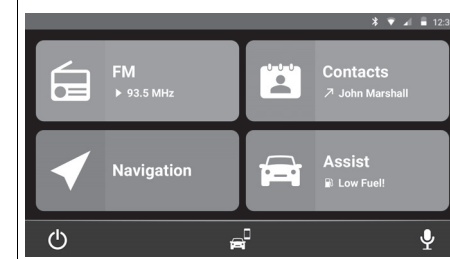 12:3
FM
93.5 MHz
Contacts
John Marshall
Navigation
Assist
Low Fuel!